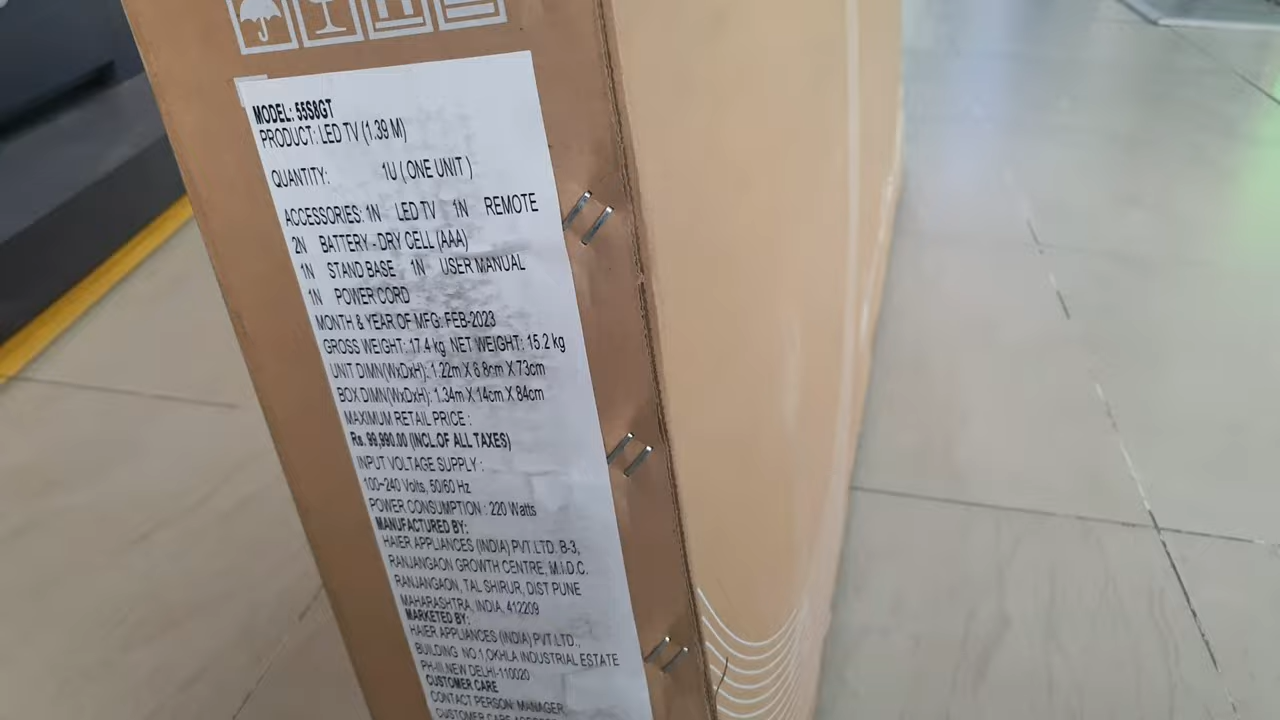 MODEL: 55S8GT
PRODUCT: LED TV (1.39 M)
QUANTITY: 1U ( ONE UNIT )
ACCESSORIES: 1N LED TV 1N REMOTE
2N BATTERY - DRY CELL (AAA)
1N STAND BASE 1N USER MANUAL
1N POWER CORD
MONTH & YEAR OF MFG: FEB-2023
GROSS WEIGHT: 17.4 kg NET WEIGHT: 15.2 kg
UNIT DIMN(WxDxH): 1.22m X 6.8cm X 73cm
BOX DIMN(WxDxH): 1.34m X 14cm X 84cm
MAXIMUM RETAIL PRICE :
Rs. 99,990.00 (INCL.OF ALL TAXES)
INPUT VOLTAGE SUPPLY :
100~240 Volts, 50/60 Hz
POWER CONSUMPTION : 220 Watts
MANUFACTURED BY:
HAIER APPLIANCES (INDIA) PVT.LTD. B-3,
RANJANGAON GROWTH CENTRE, M.I.D.C.
RANJANGAON, TAL SHIRUR, DIST PUNE
MAHARASHTRA, INDIA, 412209
MARKETED BY:
HAIER APPLIANCES (INDIA) PVT.LTD.,
BUILDING NO.1,OKHLA INDUSTRIAL ESTATE
PH-III,NEW DELHI-110020
CUSTOMER CARE
CONTACT PERSON: MANAGER,
CUSTOMER CARE